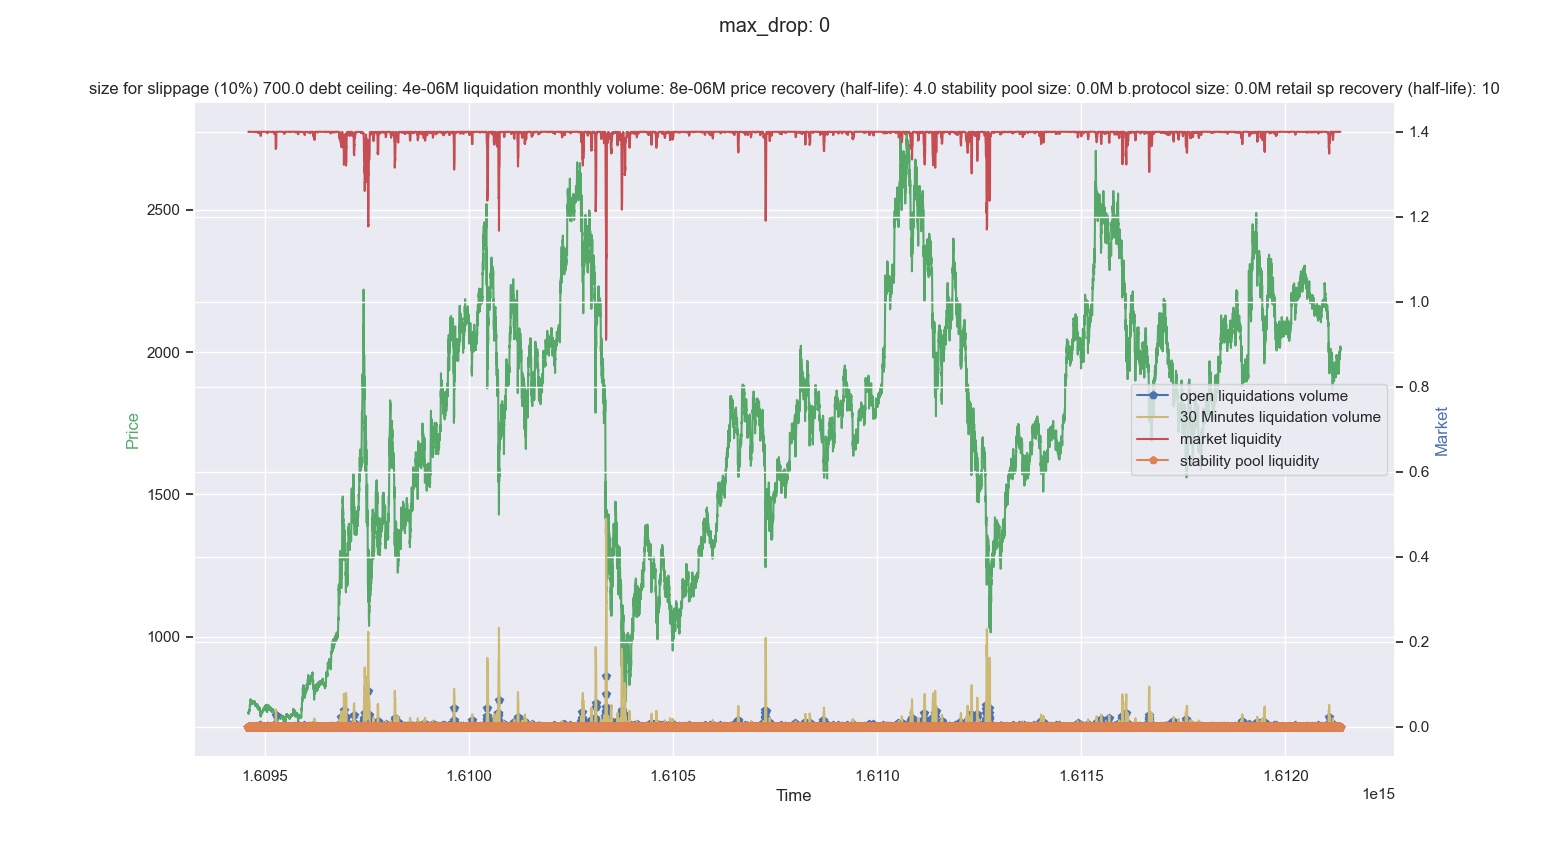 max_drop: 0
size for slippage (10%) 700.0 debt ceiling: 4e-06M liquidation monthly volume: 8e-06M price recovery (half-life): 4.0 stability pool size: 0.0M b.protocol size: 0.0M retail sp recovery (half-life): 10
1.4
2500
1.2
1.0
2000
0.8
open liquidations volume
30 Minutes liquidation volume
Price
Market
market liquidity
stability pool liquidity
0.6
1500
0.4
1000
0.2
0.0
1.6095 1.6100 1.6105 1.6110 1.6115 1.6120
Time
1e15